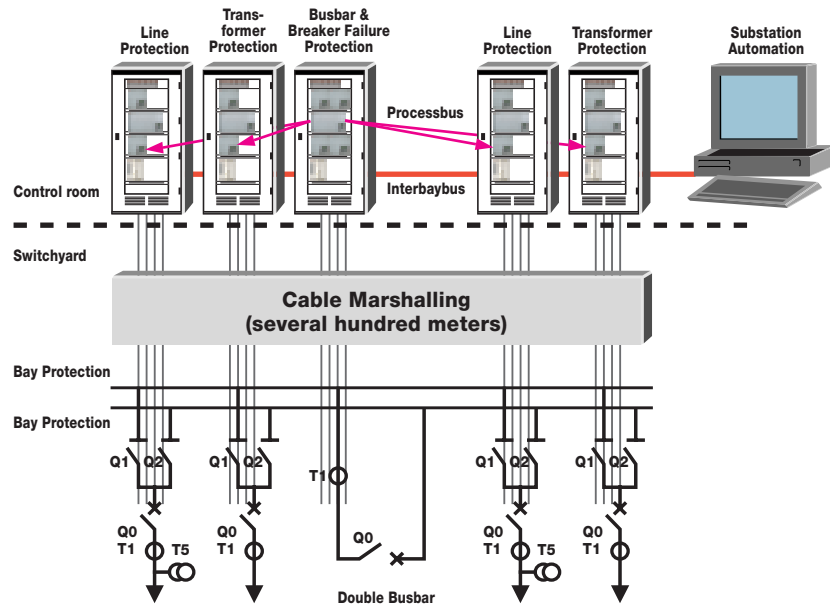 Line
Protection
Trans-
former
Protection
Busbar &
Breaker Failure
Protection
Line
Protection
Transformer
Protection
Substation
Automation
Processbus
Interbaybus
Control room
Switchyard
Cable Marshalling
(several hundred meters)
Bay Protection
Bay Protection
Q1 Q2 Q1 Q2 T1 Q1 Q2 Q1 Q2
Q0 Q0 Q0 Q0 Q0
T1 T5 T1 T1 T5 T1
Double Busbar